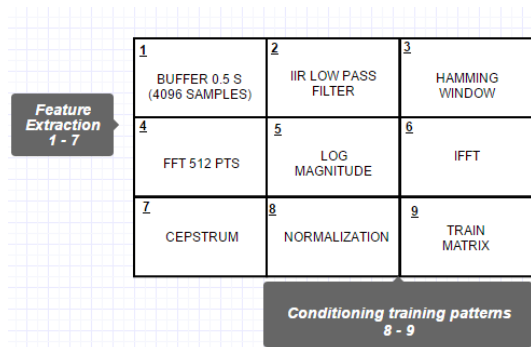 1
BUFFER 0.5 S
(4096 SAMPLES)
2
IIR LOW PASS
FILTER
3
HAMMING
WINDOW
Feature
Extraction
1 - 7
4
FFT 512 PTS
5
LOG
MAGNITUDE
6
IFFT
7
CEPSTRUM
8
NORMALIZATION
9
TRAIN
MATRIX
Conditioning training patterns
8 - 9